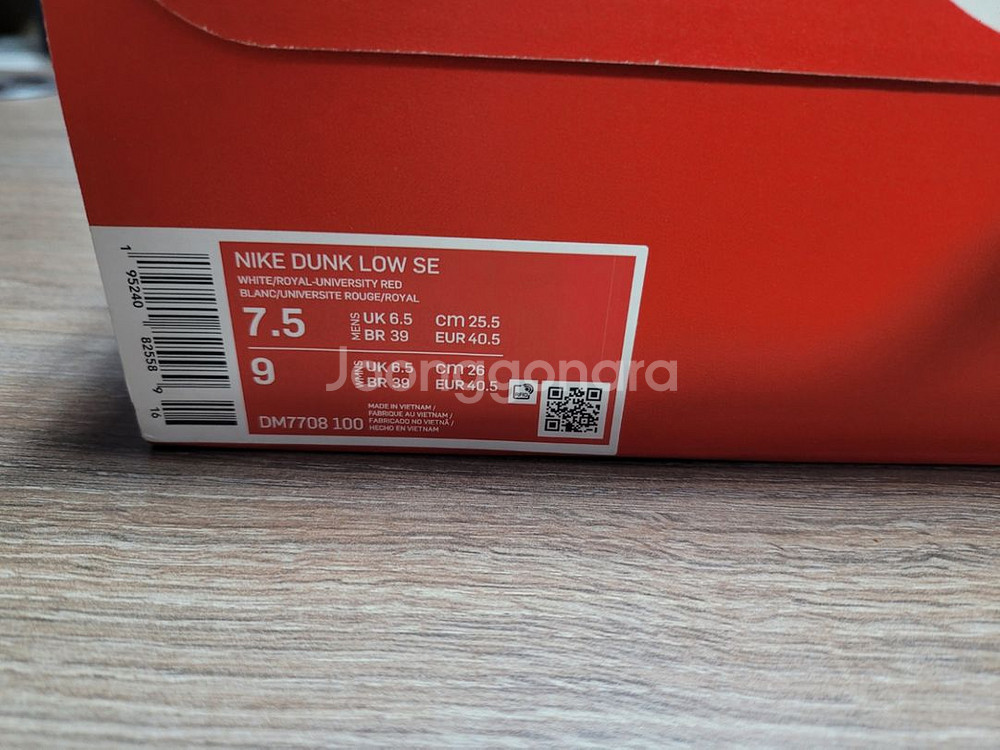 NIKE DUNK LOW SE
WHITE/ROYAL-UNIVERSITY RED
BLANC/UNIVERSITE ROUGE/ROYAL
7.5 MENS UK 6.5 cm 25.5
BR 39 EUR 40.5
9 WMNS UK 6.5 cm 26
BR 39 EUR 40.5
Joonggonara
DM7708 100
MADE IN VIETNAM /
FABRIQUE AU VIETNAM /
FABRICADO NO VIETNÃ /
HECHO EN VIETNAM
1 95240 82558 9 16